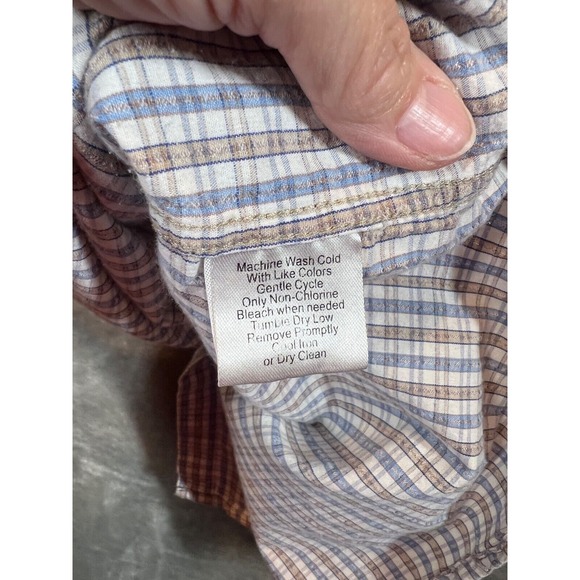 Machine Wash Cold
With Like Colors
Gentle Cycle
Only Non-Chlorine
Bleach when needed
Tumble Dry Low
Remove Promptly
Cool Iron
or Dry Clean